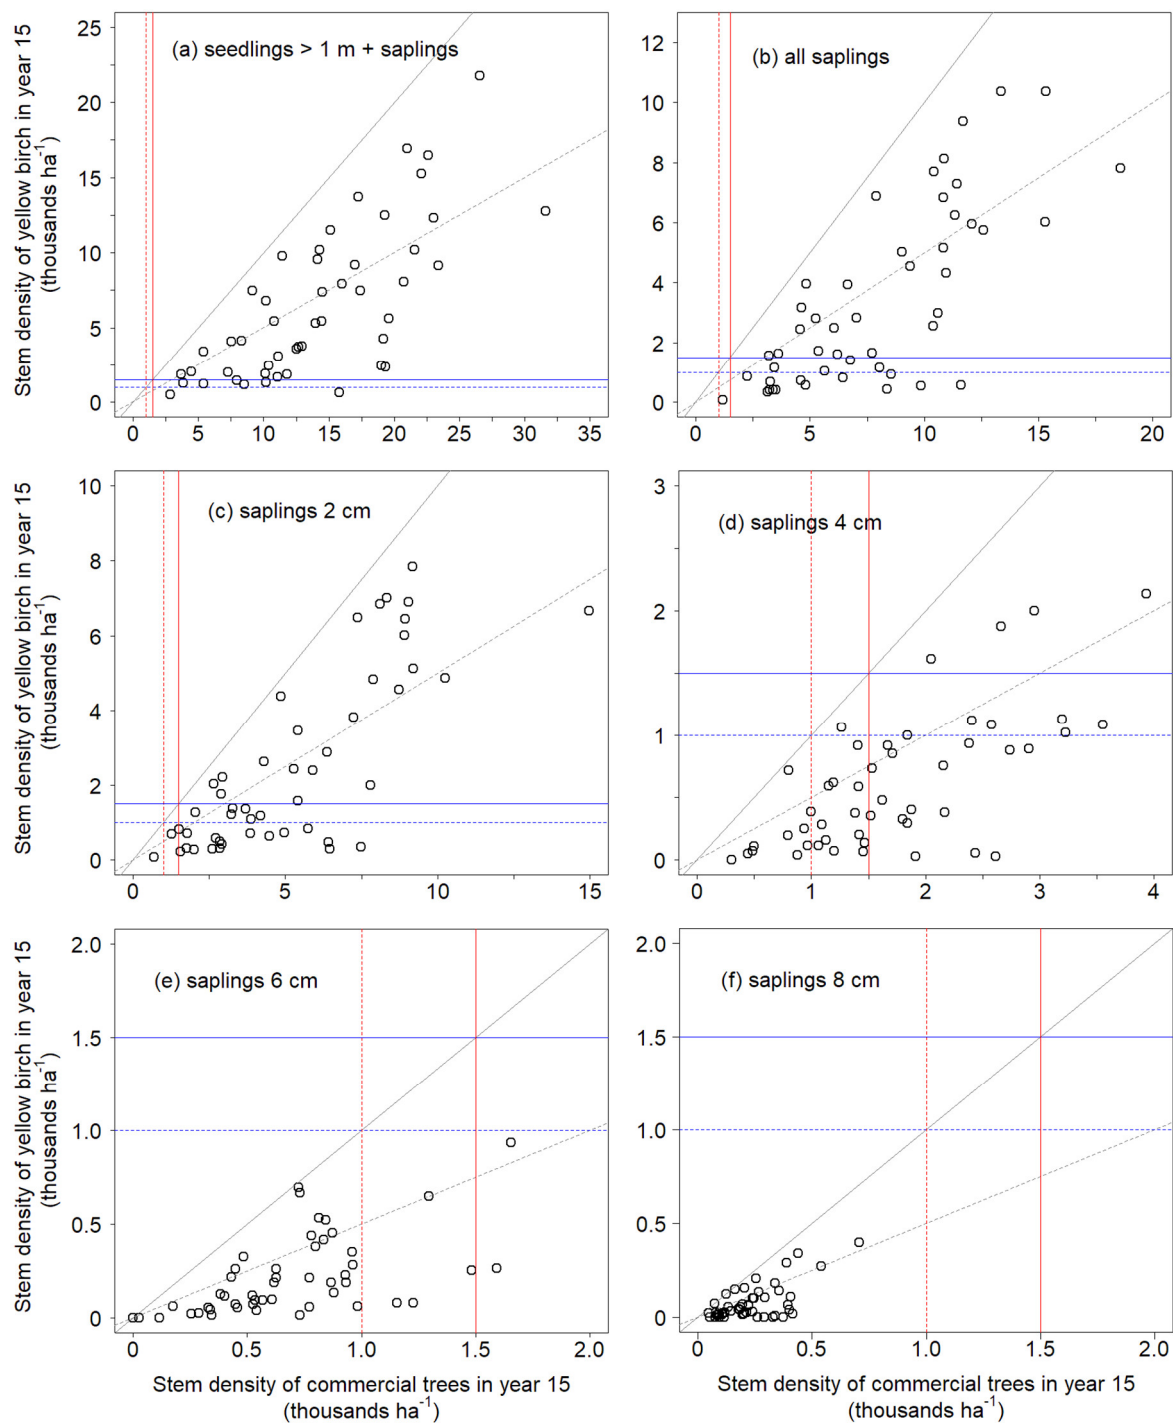 (a) seedlings > 1 m + saplings
Stem density of yellow birch in year 15
(thousands ha⁻¹)
25
20
15
10
5
0
0 5 10 15 20 25 30 35
(b) all saplings
12
10
8
6
4
2
0
0 5 10 15 20
(c) saplings 2 cm
Stem density of yellow birch in year 15
(thousands ha⁻¹)
10
8
6
4
2
0
0 5 10 15
(d) saplings 4 cm
3
2
1
0
0 1 2 3 4
(e) saplings 6 cm
Stem density of yellow birch in year 15
(thousands ha⁻¹)
2.0
1.5
1.0
0.5
0
0 0.5 1.0 1.5 2.0
Stem density of commercial trees in year 15
(thousands ha⁻¹)
(f) saplings 8 cm
2.0
1.5
1.0
0.5
0
0 0.5 1.0 1.5 2.0
Stem density of commercial trees in year 15
(thousands ha⁻¹)